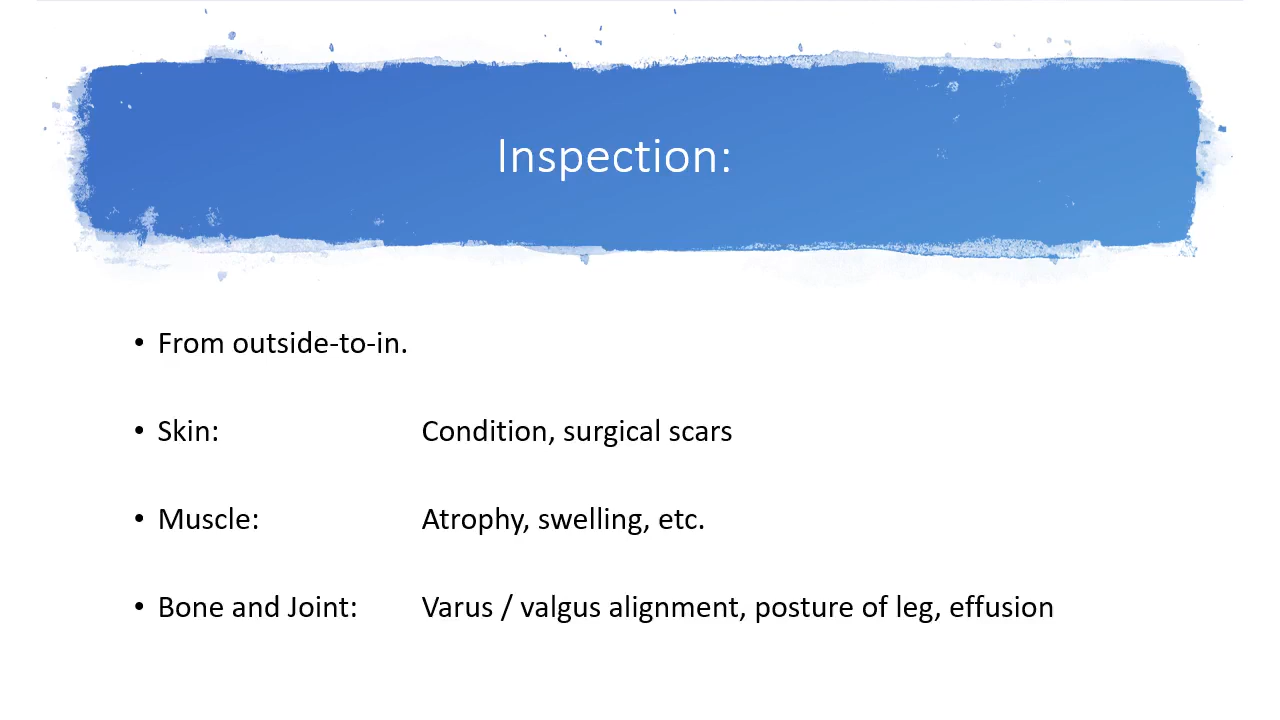 Inspection:
• From outside-to-in.
• Skin: Condition, surgical scars
• Muscle: Atrophy, swelling, etc.
• Bone and Joint: Varus / valgus alignment, posture of leg, effusion